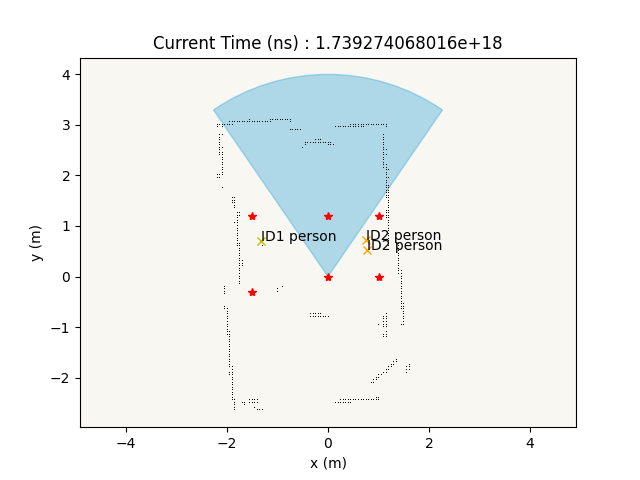 Current Time (ns) : 1.739274068016e+18
y (m)
4
3
2
1
0
−1
−2
ID1 person
ID2 person
ID2 person
−4
−2
0
2
4
x (m)